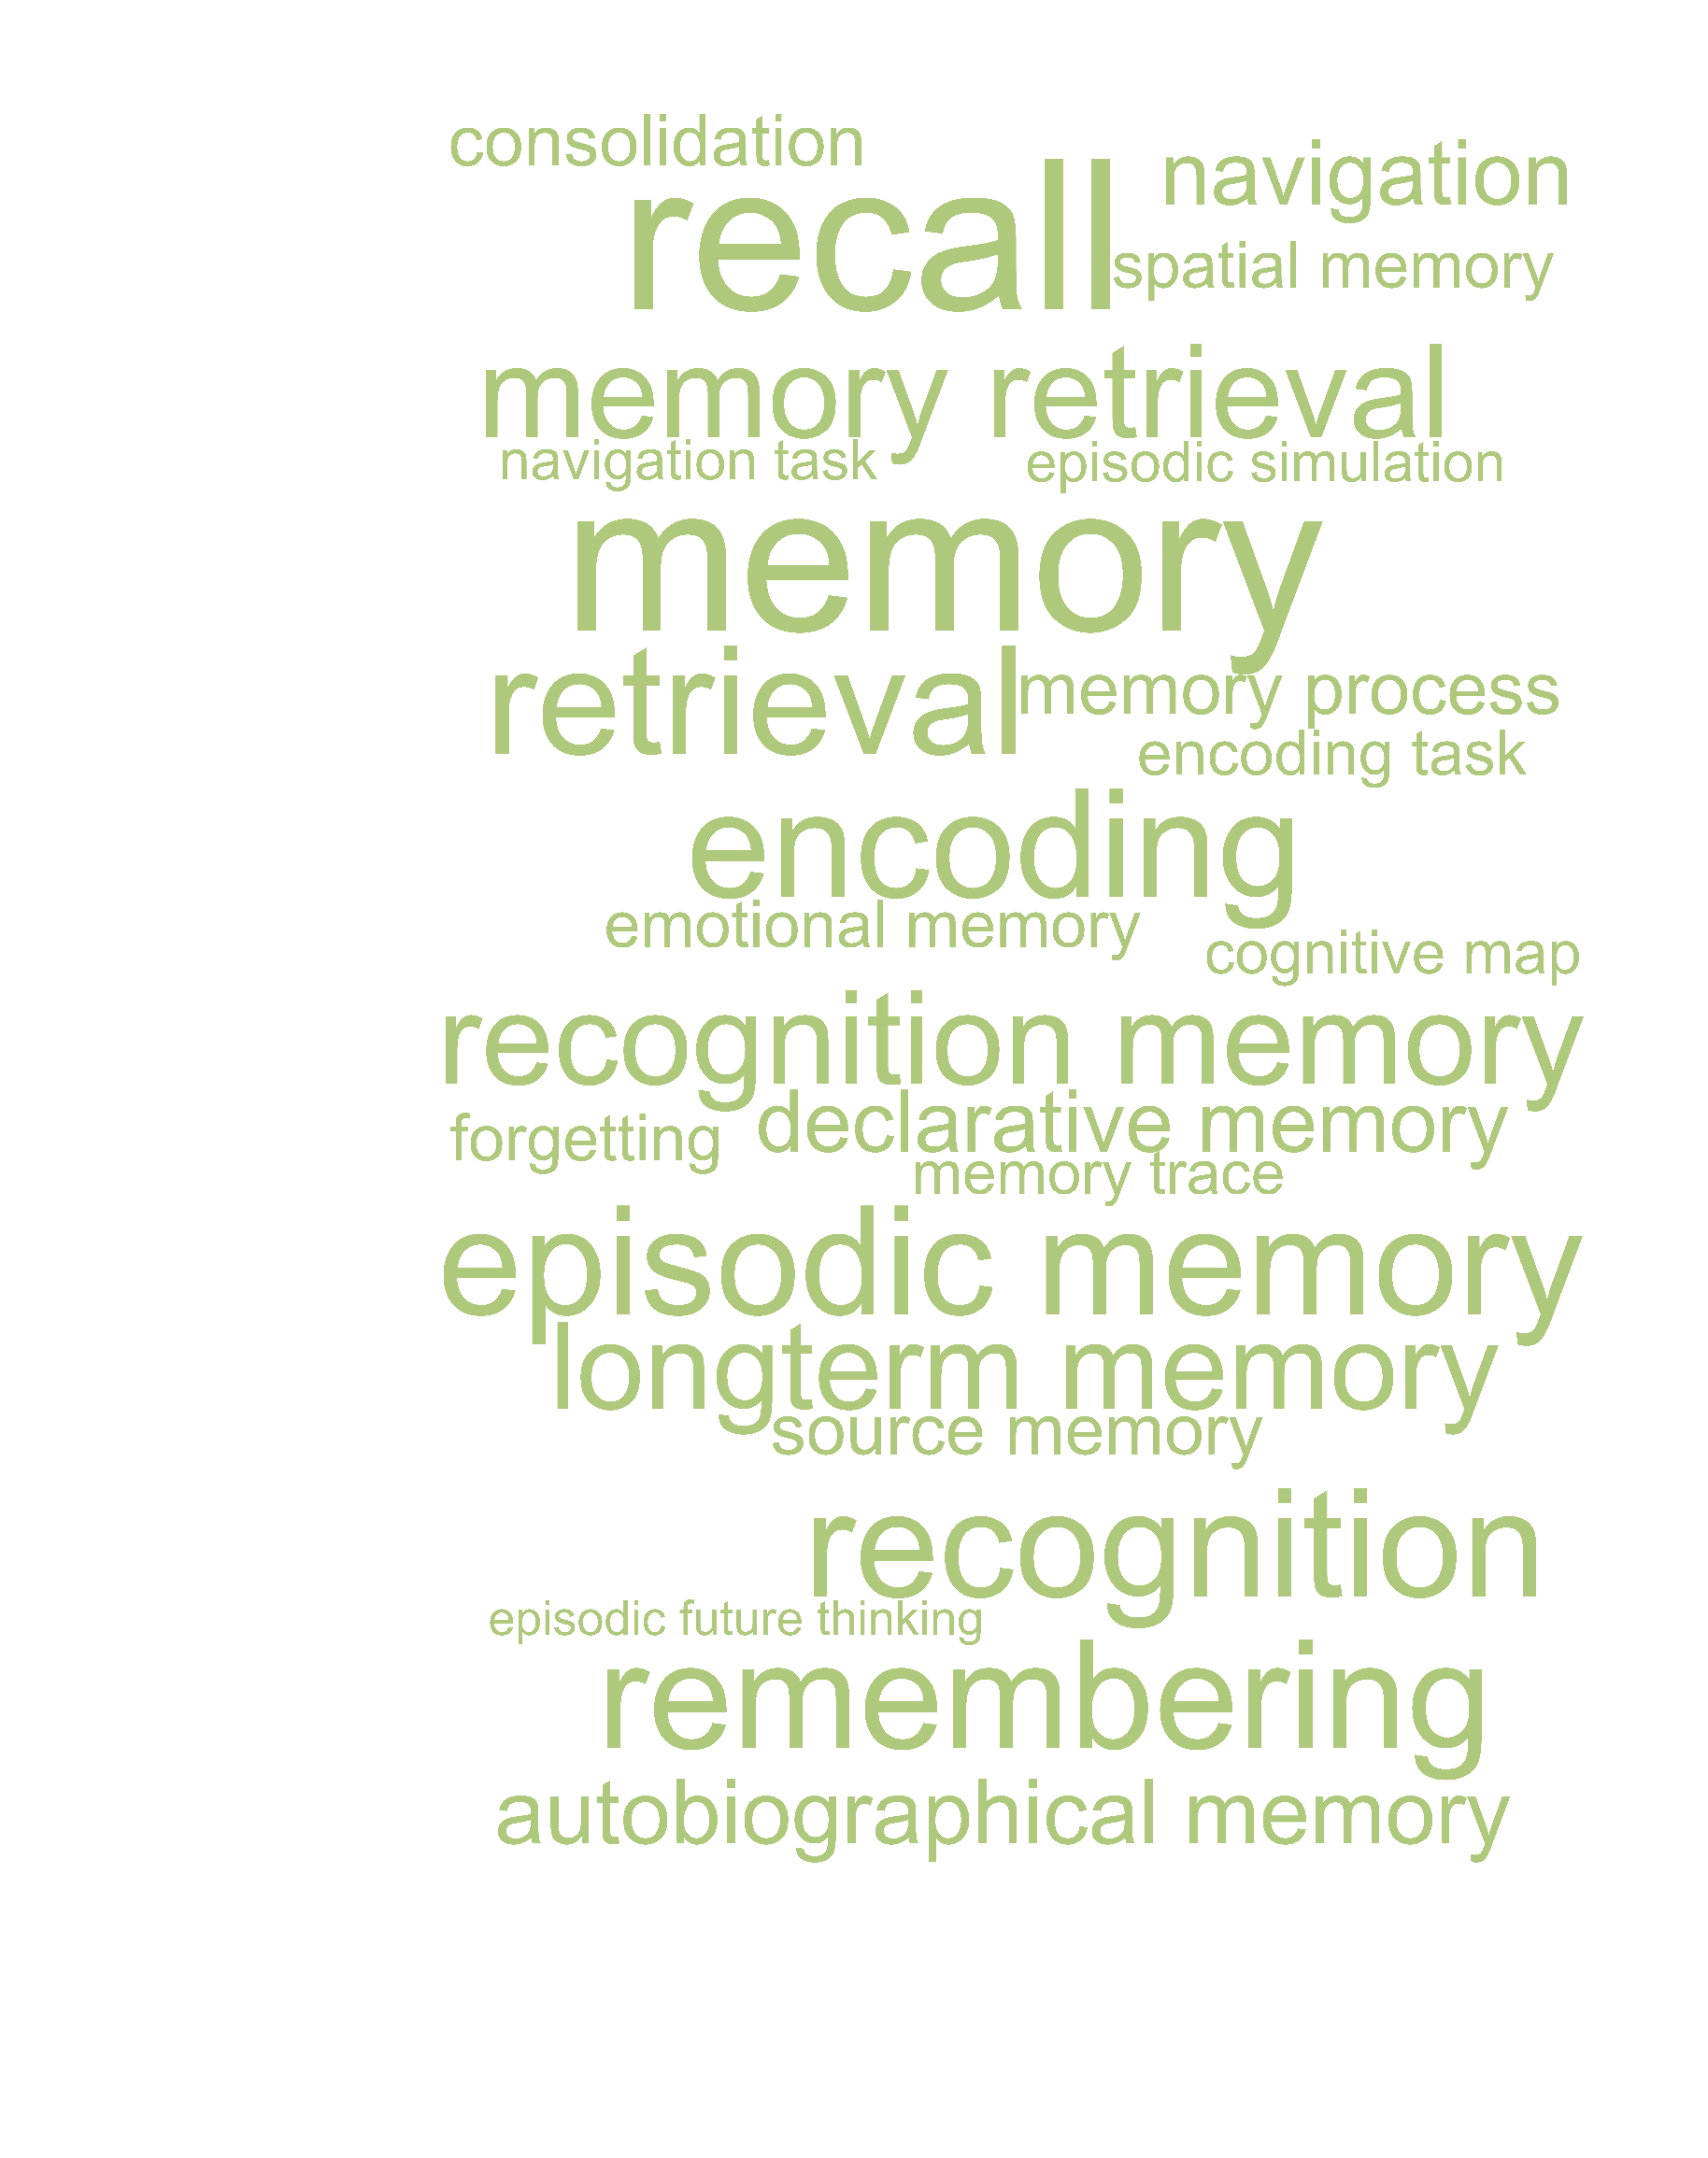 consolidation
navigation
recall
spatial memory
memory retrieval
navigation task
episodic simulation
memory
retrieval
memory process
encoding task
encoding
emotional memory
cognitive map
recognition memory
declarative memory
forgetting
memory trace
episodic memory
longterm memory
source memory
recognition
episodic future thinking
remembering
autobiographical memory